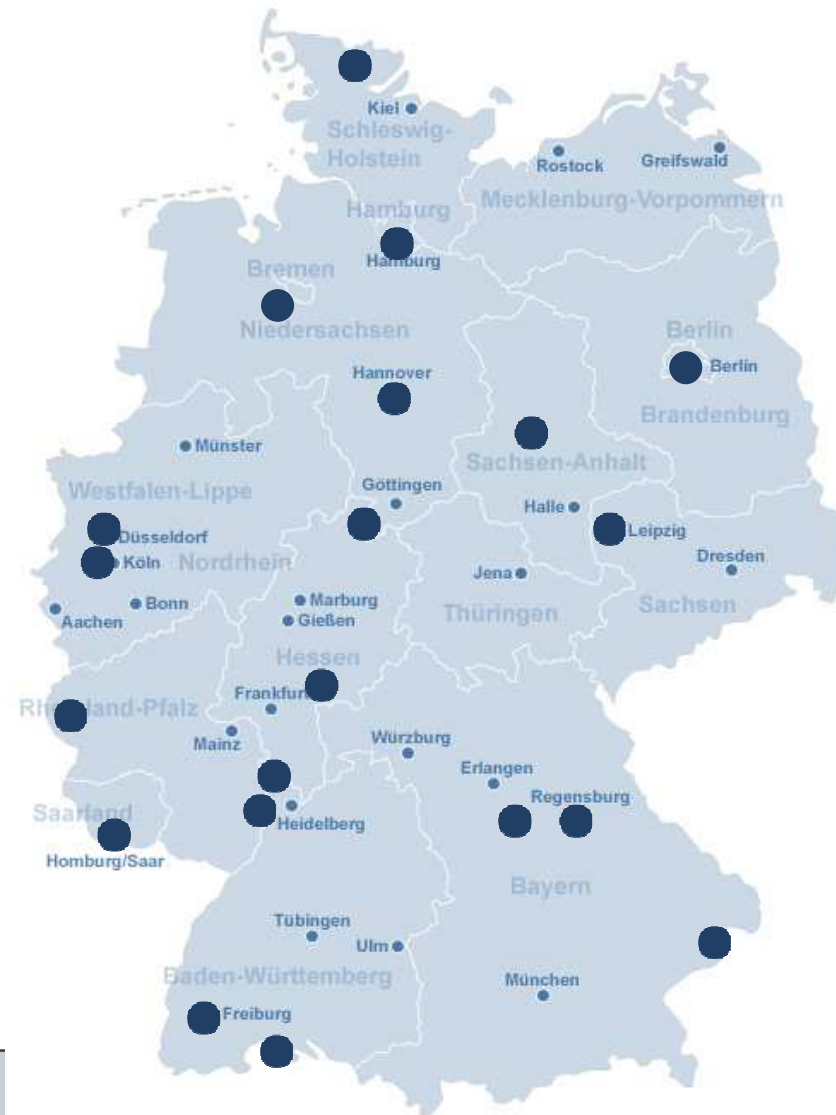 Kiel
Schleswig-
Holstein
Rostock
Greifswald
Mecklenburg-Vorpommern
Hamburg
Hamburg
Bremen
Niedersachsen
Berlin
Berlin
Hannover
Brandenburg
Münster
Sachsen-Anhalt
Westfalen-Lippe
Göttingen
Halle
Düsseldorf
Leipzig
Köln
Nordrhein
Dresden
Jena
Marburg
Bonn
Sachsen
Thüringen
Aachen
Gießen
Hessen
Frankfurt
Rheinland-Pfalz
Mainz
Würzburg
Erlangen
Regensburg
Saarland
Heidelberg
Homburg/Saar
Bayern
Tübingen
Ulm
Baden-Württemberg
München
Freiburg